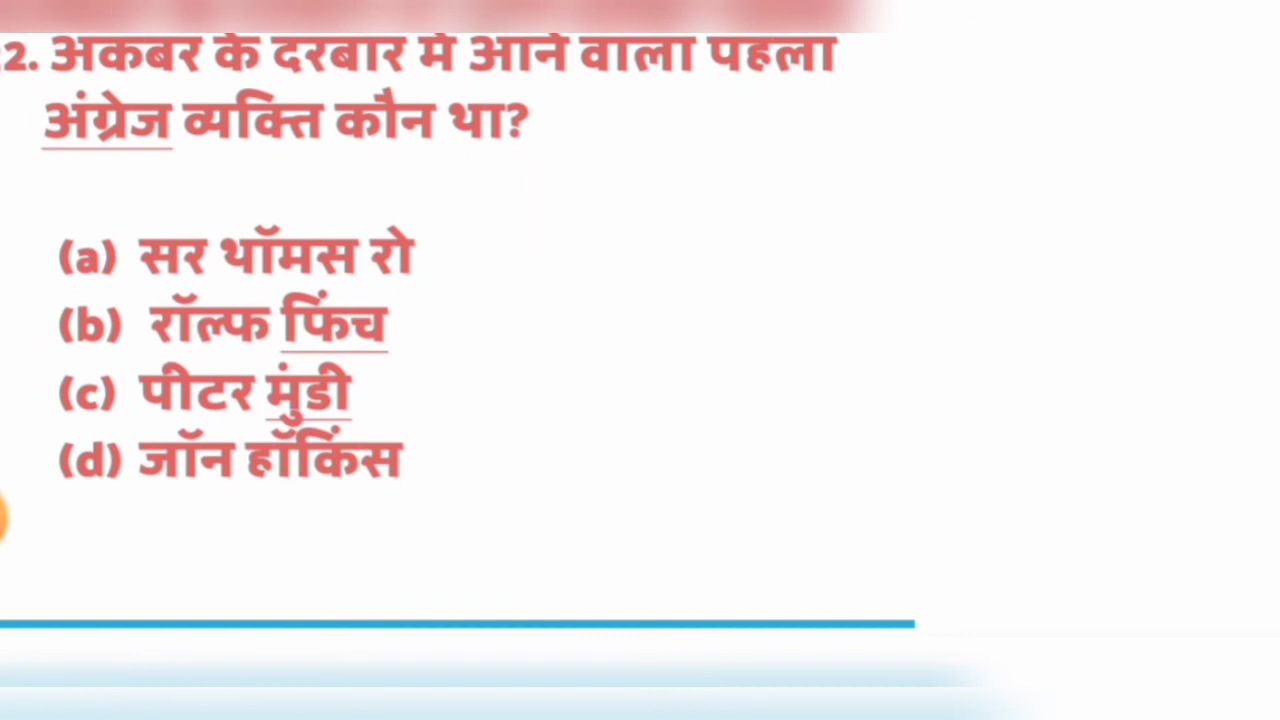 2. अकबर के दरबार में आने वाला पहला
अंग्रेज व्यक्ति कौन था?
(a) सर थॉमस रो
(b) रॉल्फ फिंच
(c) पीटर मुंडी
(d) जॉन हॉकिंस